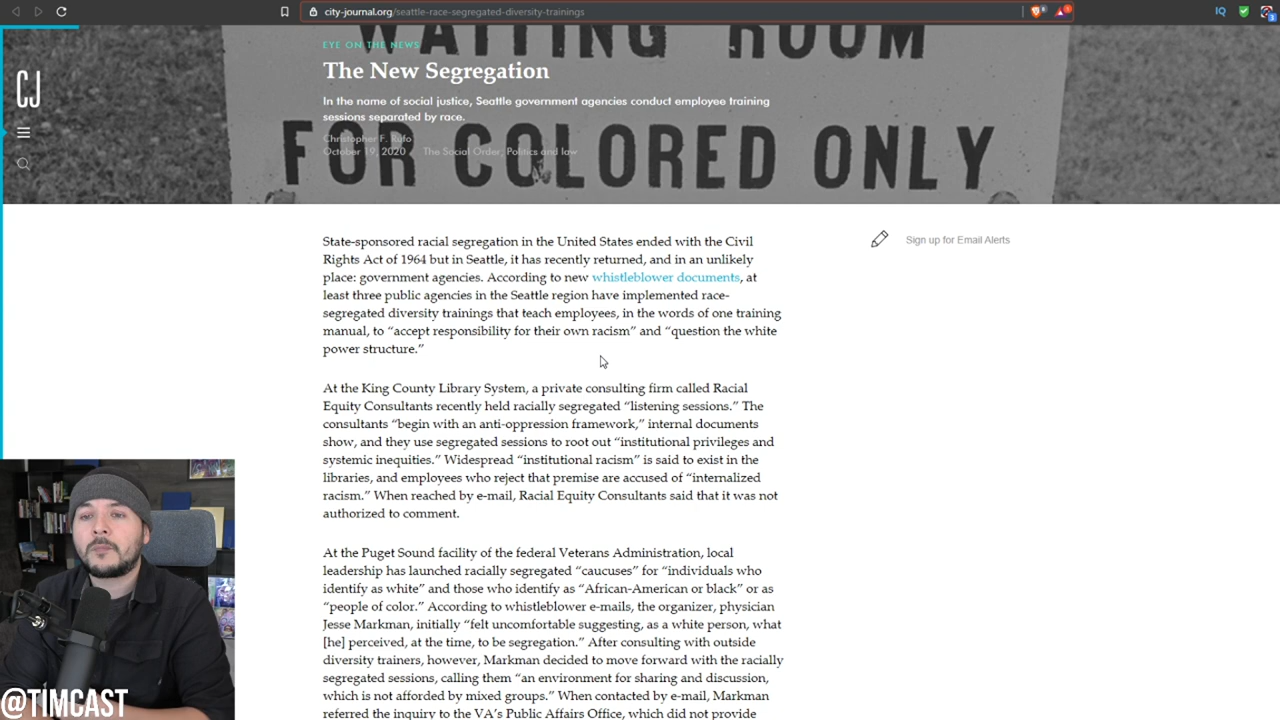 city-journal.org/seattle-race-segregated-diversity-trainings
WAITING ROOM
FOR COLORED ONLY
EYE ON THE NEWS
CJ
The New Segregation
In the name of social justice, Seattle government agencies conduct employee training
sessions separated by race.
Christopher F. Rufo
October 19, 2020 The Social Order, Politics and law
State-sponsored racial segregation in the United States ended with the Civil
Rights Act of 1964 but in Seattle, it has recently returned, and in an unlikely
place: government agencies. According to new whistleblower documents, at
least three public agencies in the Seattle region have implemented race-
segregated diversity trainings that teach employees, in the words of one training
manual, to “accept responsibility for their own racism” and “question the white
power structure.”
Sign up for Email Alerts
At the King County Library System, a private consulting firm called Racial
Equity Consultants recently held racially segregated “listening sessions.” The
consultants “begin with an anti-oppression framework,” internal documents
show, and they use segregated sessions to root out “institutional privileges and
systemic inequities.” Widespread “institutional racism” is said to exist in the
libraries, and employees who reject that premise are accused of “internalized
racism.” When reached by e-mail, Racial Equity Consultants said that it was not
authorized to comment.
At the Puget Sound facility of the federal Veterans Administration, local
leadership has launched racially segregated “caucuses” for “individuals who
identify as white” and those who identify as “African-American or black” or as
“people of color.” According to whistleblower e-mails, the organizer, physician
Jesse Markman, initially “felt uncomfortable suggesting, as a white person, what
[he] perceived, at the time, to be segregation.” After consulting with outside
diversity trainers, however, Markman decided to move forward with the racially
segregated sessions, calling them “an environment for sharing and discussion,
which is not afforded by mixed groups.” When contacted by e-mail, Markman
referred the inquiry to the VA’s Public Affairs Office, which did not provide
@TIMCAST